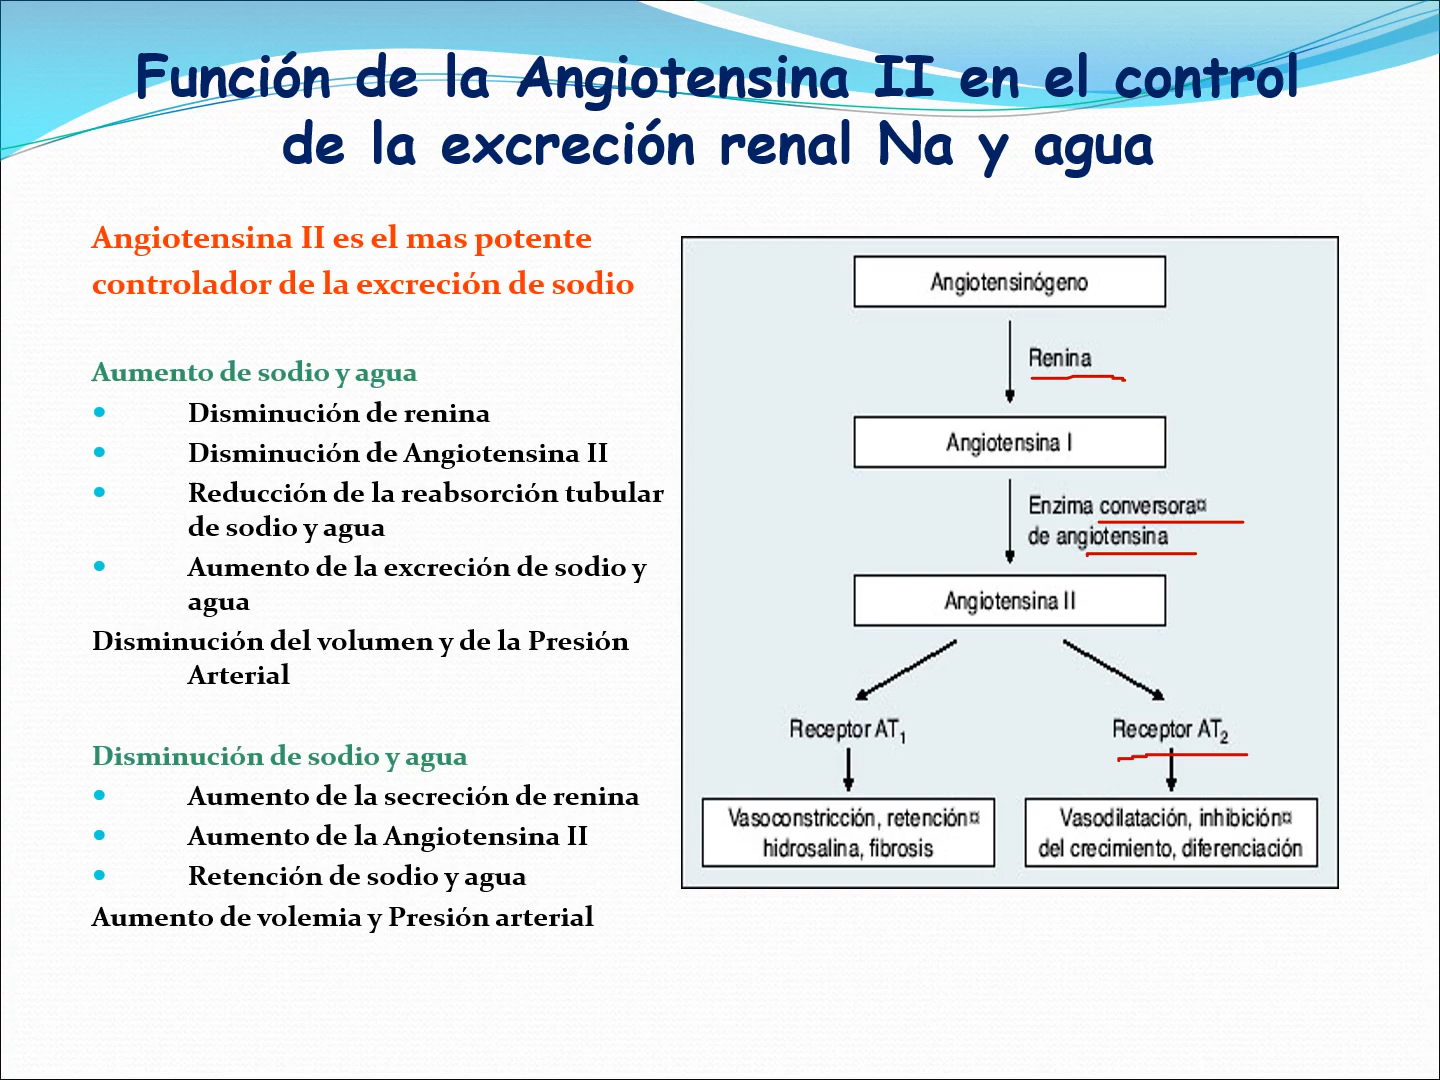 Función de la Angiotensina II en el control
de la excreción renal Na y agua
Angiotensina II es el mas potente
controlador de la excreción de sodio
Aumento de sodio y agua
• Disminución de renina
• Disminución de Angiotensina II
• Reducción de la reabsorción tubular
de sodio y agua
• Aumento de la excreción de sodio y
agua
Disminución del volumen y de la Presión
Arterial
Disminución de sodio y agua
• Aumento de la secreción de renina
• Aumento de la Angiotensina II
• Retención de sodio y agua
Aumento de volemia y Presión arterial
Angiotensinógeno
Renina
Angiotensina I
Enzima conversora¤
de angiotensina
Angiotensina II
Receptor AT1
Receptor AT2
Vasoconstricción, retención¤
hidrosalina, fibrosis
Vasodilatación, inhibición¤
del crecimiento, diferenciación